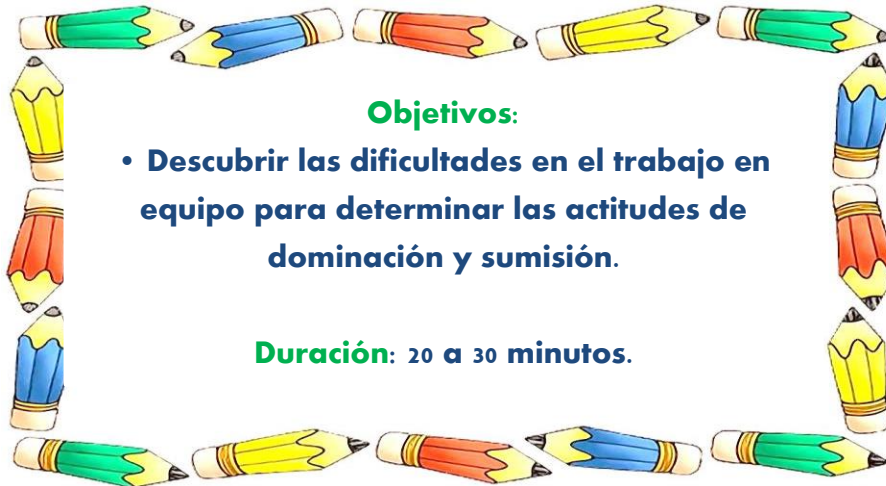 Objetivos:
• Descubrir las dificultades en el trabajo en
equipo para determinar las actitudes de
dominación y sumisión.
Duración: 20 a 30 minutos.